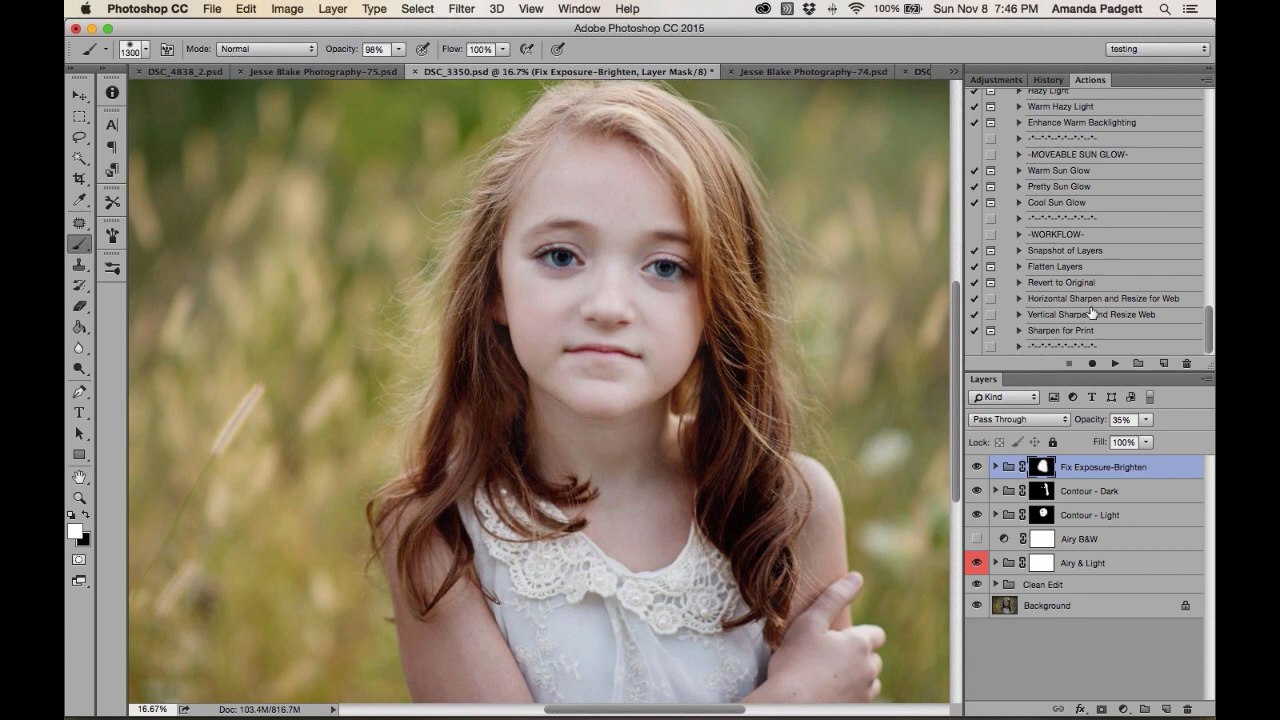 Photoshop CC File Edit Image Layer Type Select Filter 3D View Window Help 100% Sun Nov 8 7:46 PM Amanda Padgett
Adobe Photoshop CC 2015
1300 Mode: Normal Opacity: 98% Flow: 100% testing
× DSC_4838_2.psd × Jesse Blake Photography-75.psd × DSC_3350.psd @ 16.7% (Fix Exposure-Brighten, Layer Mask/8) * × Jesse Blake Photography-74.psd × DSC >>
Adjustments History Actions
Hazy Light
Warm Hazy Light
Enhance Warm Backlighting
-*--*--*--*--*--*--*-
-MOVEABLE SUN GLOW-
Warm Sun Glow
Pretty Sun Glow
Cool Sun Glow
-*--*--*--*--*--*--*-
-WORKFLOW-
Snapshot of Layers
Flatten Layers
Revert to Original
Horizontal Sharpen and Resize for Web
Vertical Sharpen and Resize Web
Sharpen for Print
-*--*--*--*--*--*--*-
Layers
Kind
Pass Through Opacity: 35%
Lock: Fill: 100%
Fix Exposure-Brighten
Contour - Dark
Contour - Light
Airy B&W
Airy & Light
Clean Edit
Background
16.67% Doc: 103.4M/816.7M